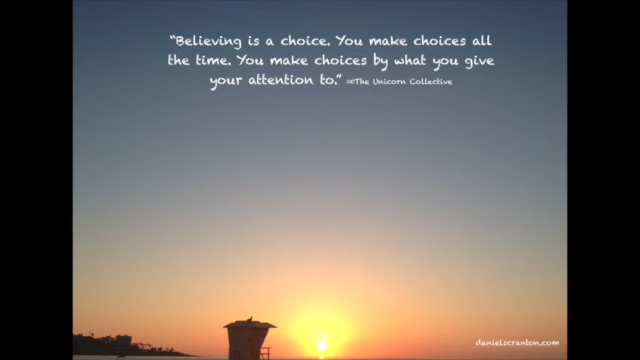 “Believing is a choice. You make choices all
the time. You make choices by what you give
your attention to.” ∞The Unicorn Collective
danielscranton.com